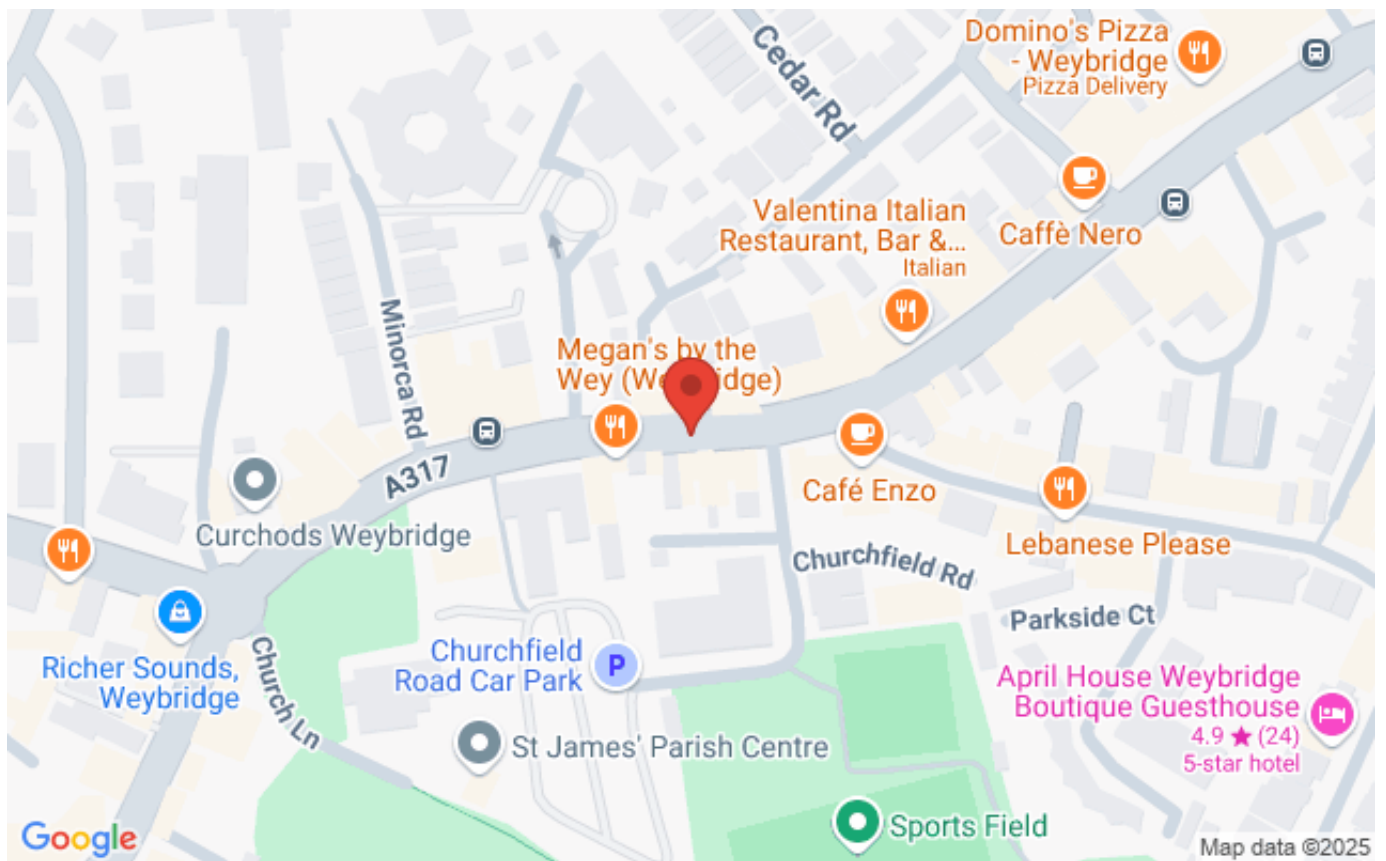 Domino's Pizza
- Weybridge
Pizza Delivery
Cedar Rd
Valentina Italian
Restaurant, Bar &...
Italian
Caffè Nero
Minorca Rd
Megan's by the
Wey (We idge)
A317
Café Enzo
Curchods Weybridge
Lebanese Please
Churchfield Rd
Parkside Ct
Richer Sounds,
Weybridge
Church Ln
Churchfield
Road Car Park
P
April House Weybridge
Boutique Guesthouse
4.9 ★ (24)
5-star hotel
St James' Parish Centre
Sports Field
Google
Map data ©2025